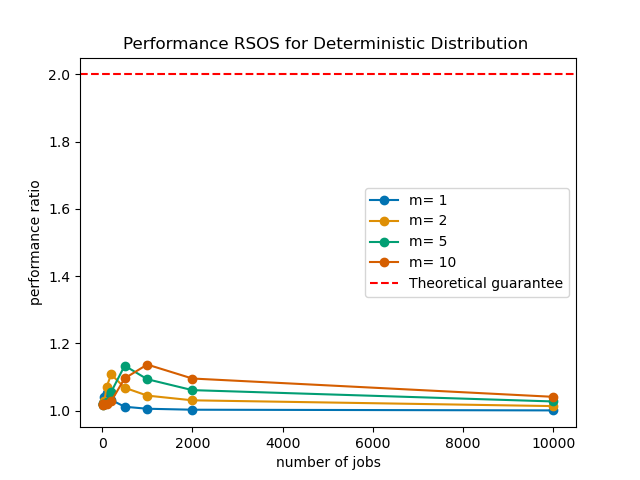 Performance RSOS for Deterministic Distribution
performance ratio
2.0
1.8
1.6
1.4
1.2
1.0
m= 1
m= 2
m= 5
m= 10
Theoretical guarantee
0 2000 4000 6000 8000 10000
number of jobs